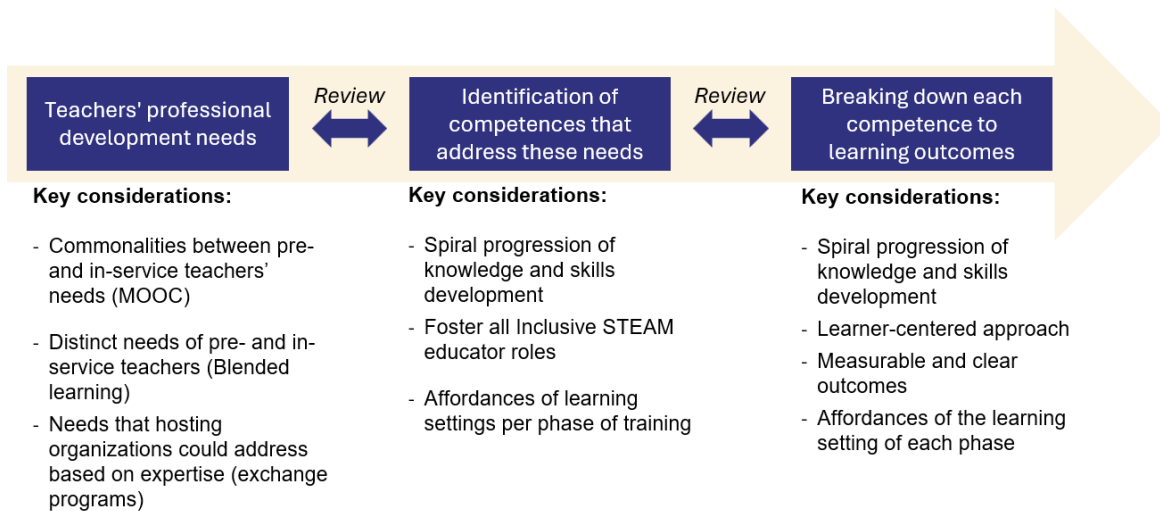 Teachers' professional
development needs
Review
Identification of
competences that
address these needs
Review
Breaking down each
competence to
learning outcomes
Key considerations:
- Commonalities between pre-
and in-service teachers’
needs (MOOC)
- Distinct needs of pre- and in-
service teachers (Blended
learning)
- Needs that hosting
organizations could address
based on expertise (exchange
programs)
Key considerations:
- Spiral progression of
knowledge and skills
development
- Foster all Inclusive STEAM
educator roles
- Affordances of learning
settings per phase of training
Key considerations:
- Spiral progression of
knowledge and skills
development
- Learner-centered approach
- Measurable and clear
outcomes
- Affordances of the learning
setting of each phase